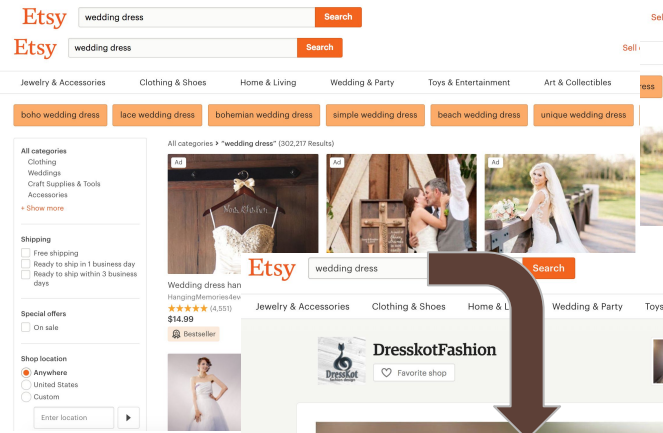 Etsy wedding dress Search Sel
Etsy wedding dress Search Sell
Jewelry & Accessories Clothing & Shoes Home & Living Wedding & Party Toys & Entertainment Art & Collectibles
boho wedding dress lace wedding dress bohemian wedding dress simple wedding dress beach wedding dress unique wedding dress ress
All categories > "wedding dress" (302,217 Results)
All categories
Clothing
Weddings
Craft Supplies & Tools
Accessories
+ Show more
Shipping
Free shipping
Ready to ship in 1 business day
Ready to ship within 3 business
days
Special offers
On sale
Shop location
Anywhere
United States
Custom
Enter location
Ad Ad Ad
Wedding dress han
HangingMemories4ev
(4,551)
$14.99
Bestseller
Etsy wedding dress Search
Jewelry & Accessories Clothing & Shoes Home & L Wedding & Party Toys
Dresskot
DresskotFashion
Favorite shop